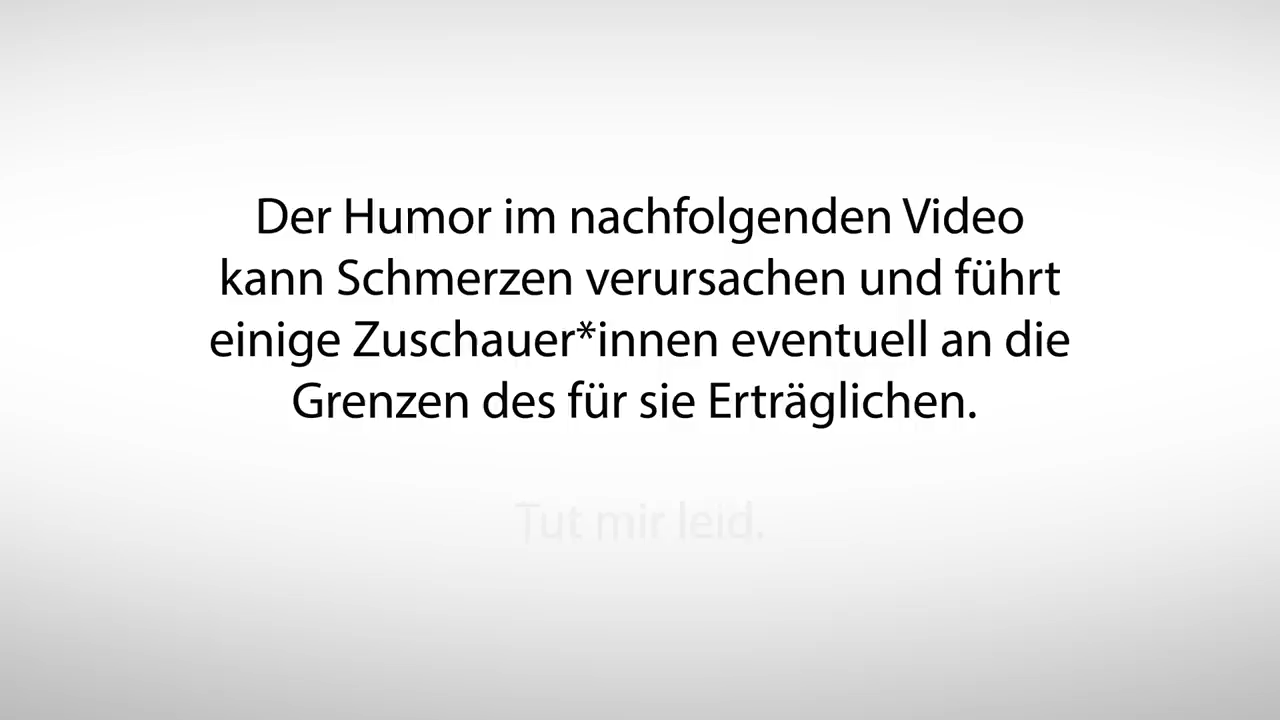 Der Humor im nachfolgenden Video
kann Schmerzen verursachen und führt
einige Zuschauer*innen eventuell an die
Grenzen des für sie Erträglichen.
Tut mir leid.